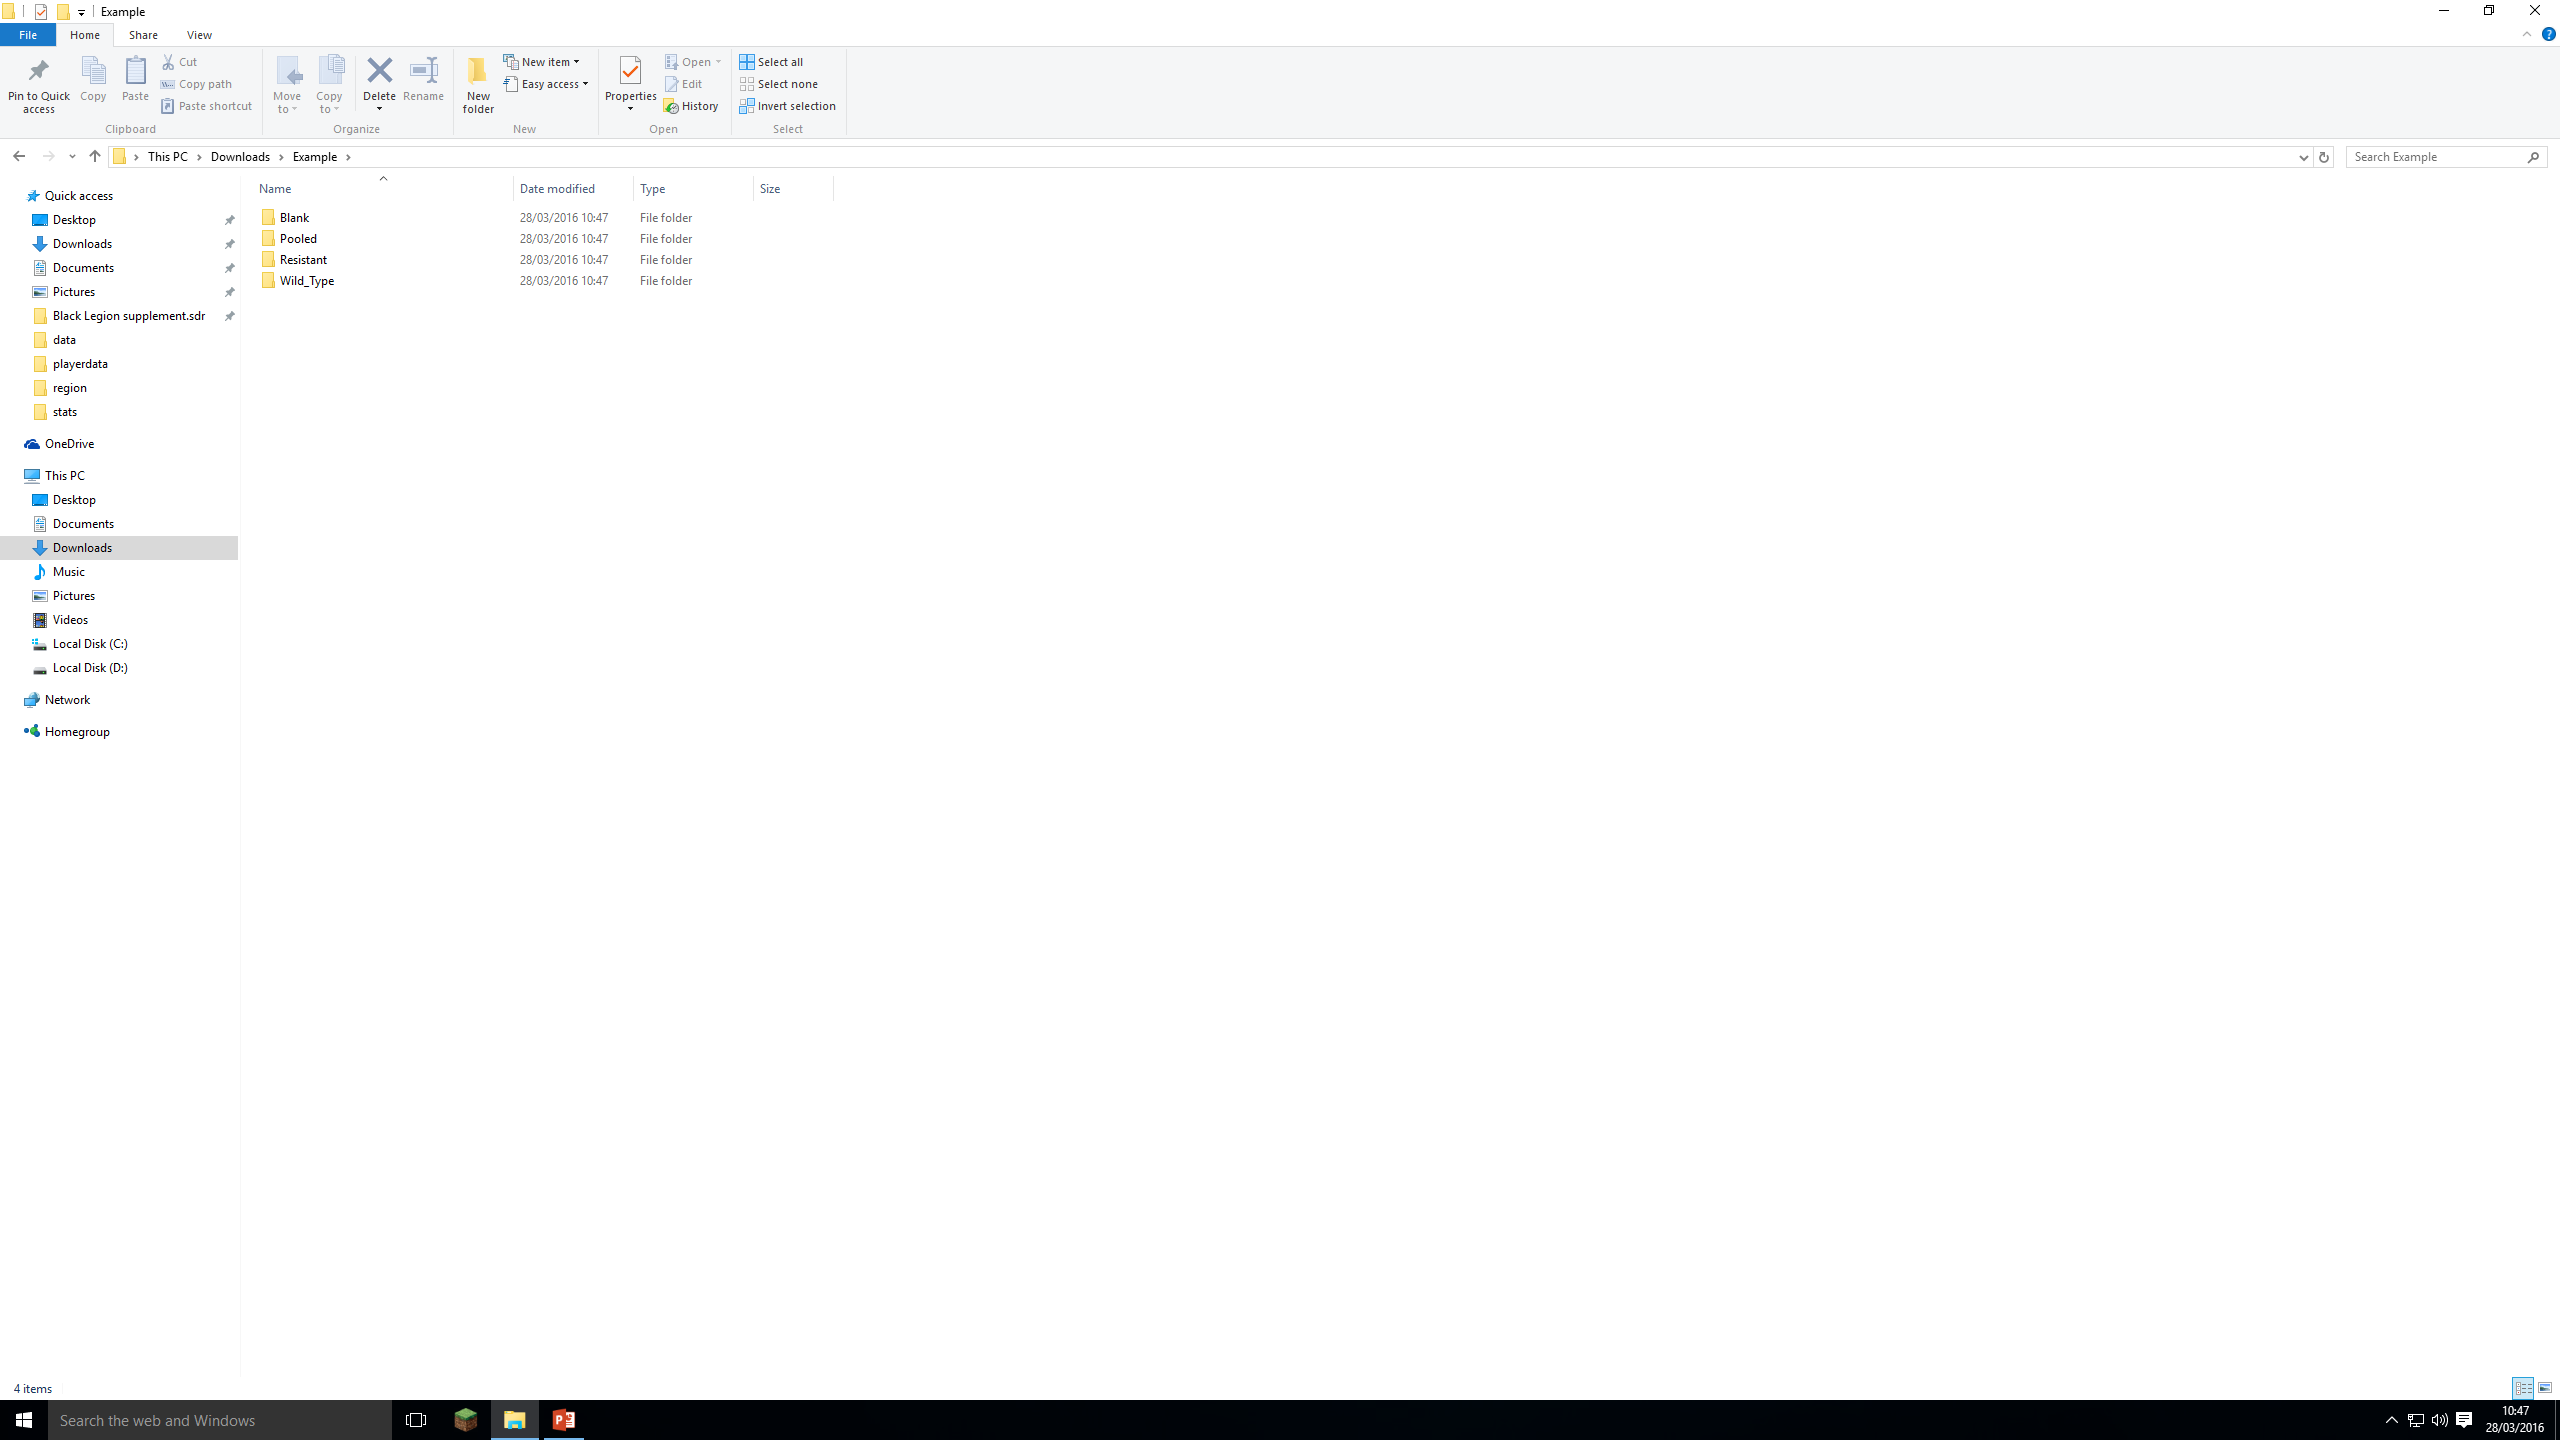 Example
File Home Share View
Pin to Quick access
Copy
Paste
Cut
Copy path
Paste shortcut
Clipboard
Move to
Copy to
Delete
Rename
Organize
New folder
New item
Easy access
New
Properties
Open
Edit
History
Open
Select all
Select none
Invert selection
Select
This PC Downloads Example
Search Example
Quick access
Desktop
Downloads
Documents
Pictures
Black Legion supplement.sdr
data
playerdata
region
stats
OneDrive
This PC
Desktop
Documents
Downloads
Music
Pictures
Videos
Local Disk (C:)
Local Disk (D:)
Network
Homegroup
Name Date modified Type Size
Blank 28/03/2016 10:47 File folder
Pooled 28/03/2016 10:47 File folder
Resistant 28/03/2016 10:47 File folder
Wild_Type 28/03/2016 10:47 File folder
4 items
Search the web and Windows
10:47
28/03/2016